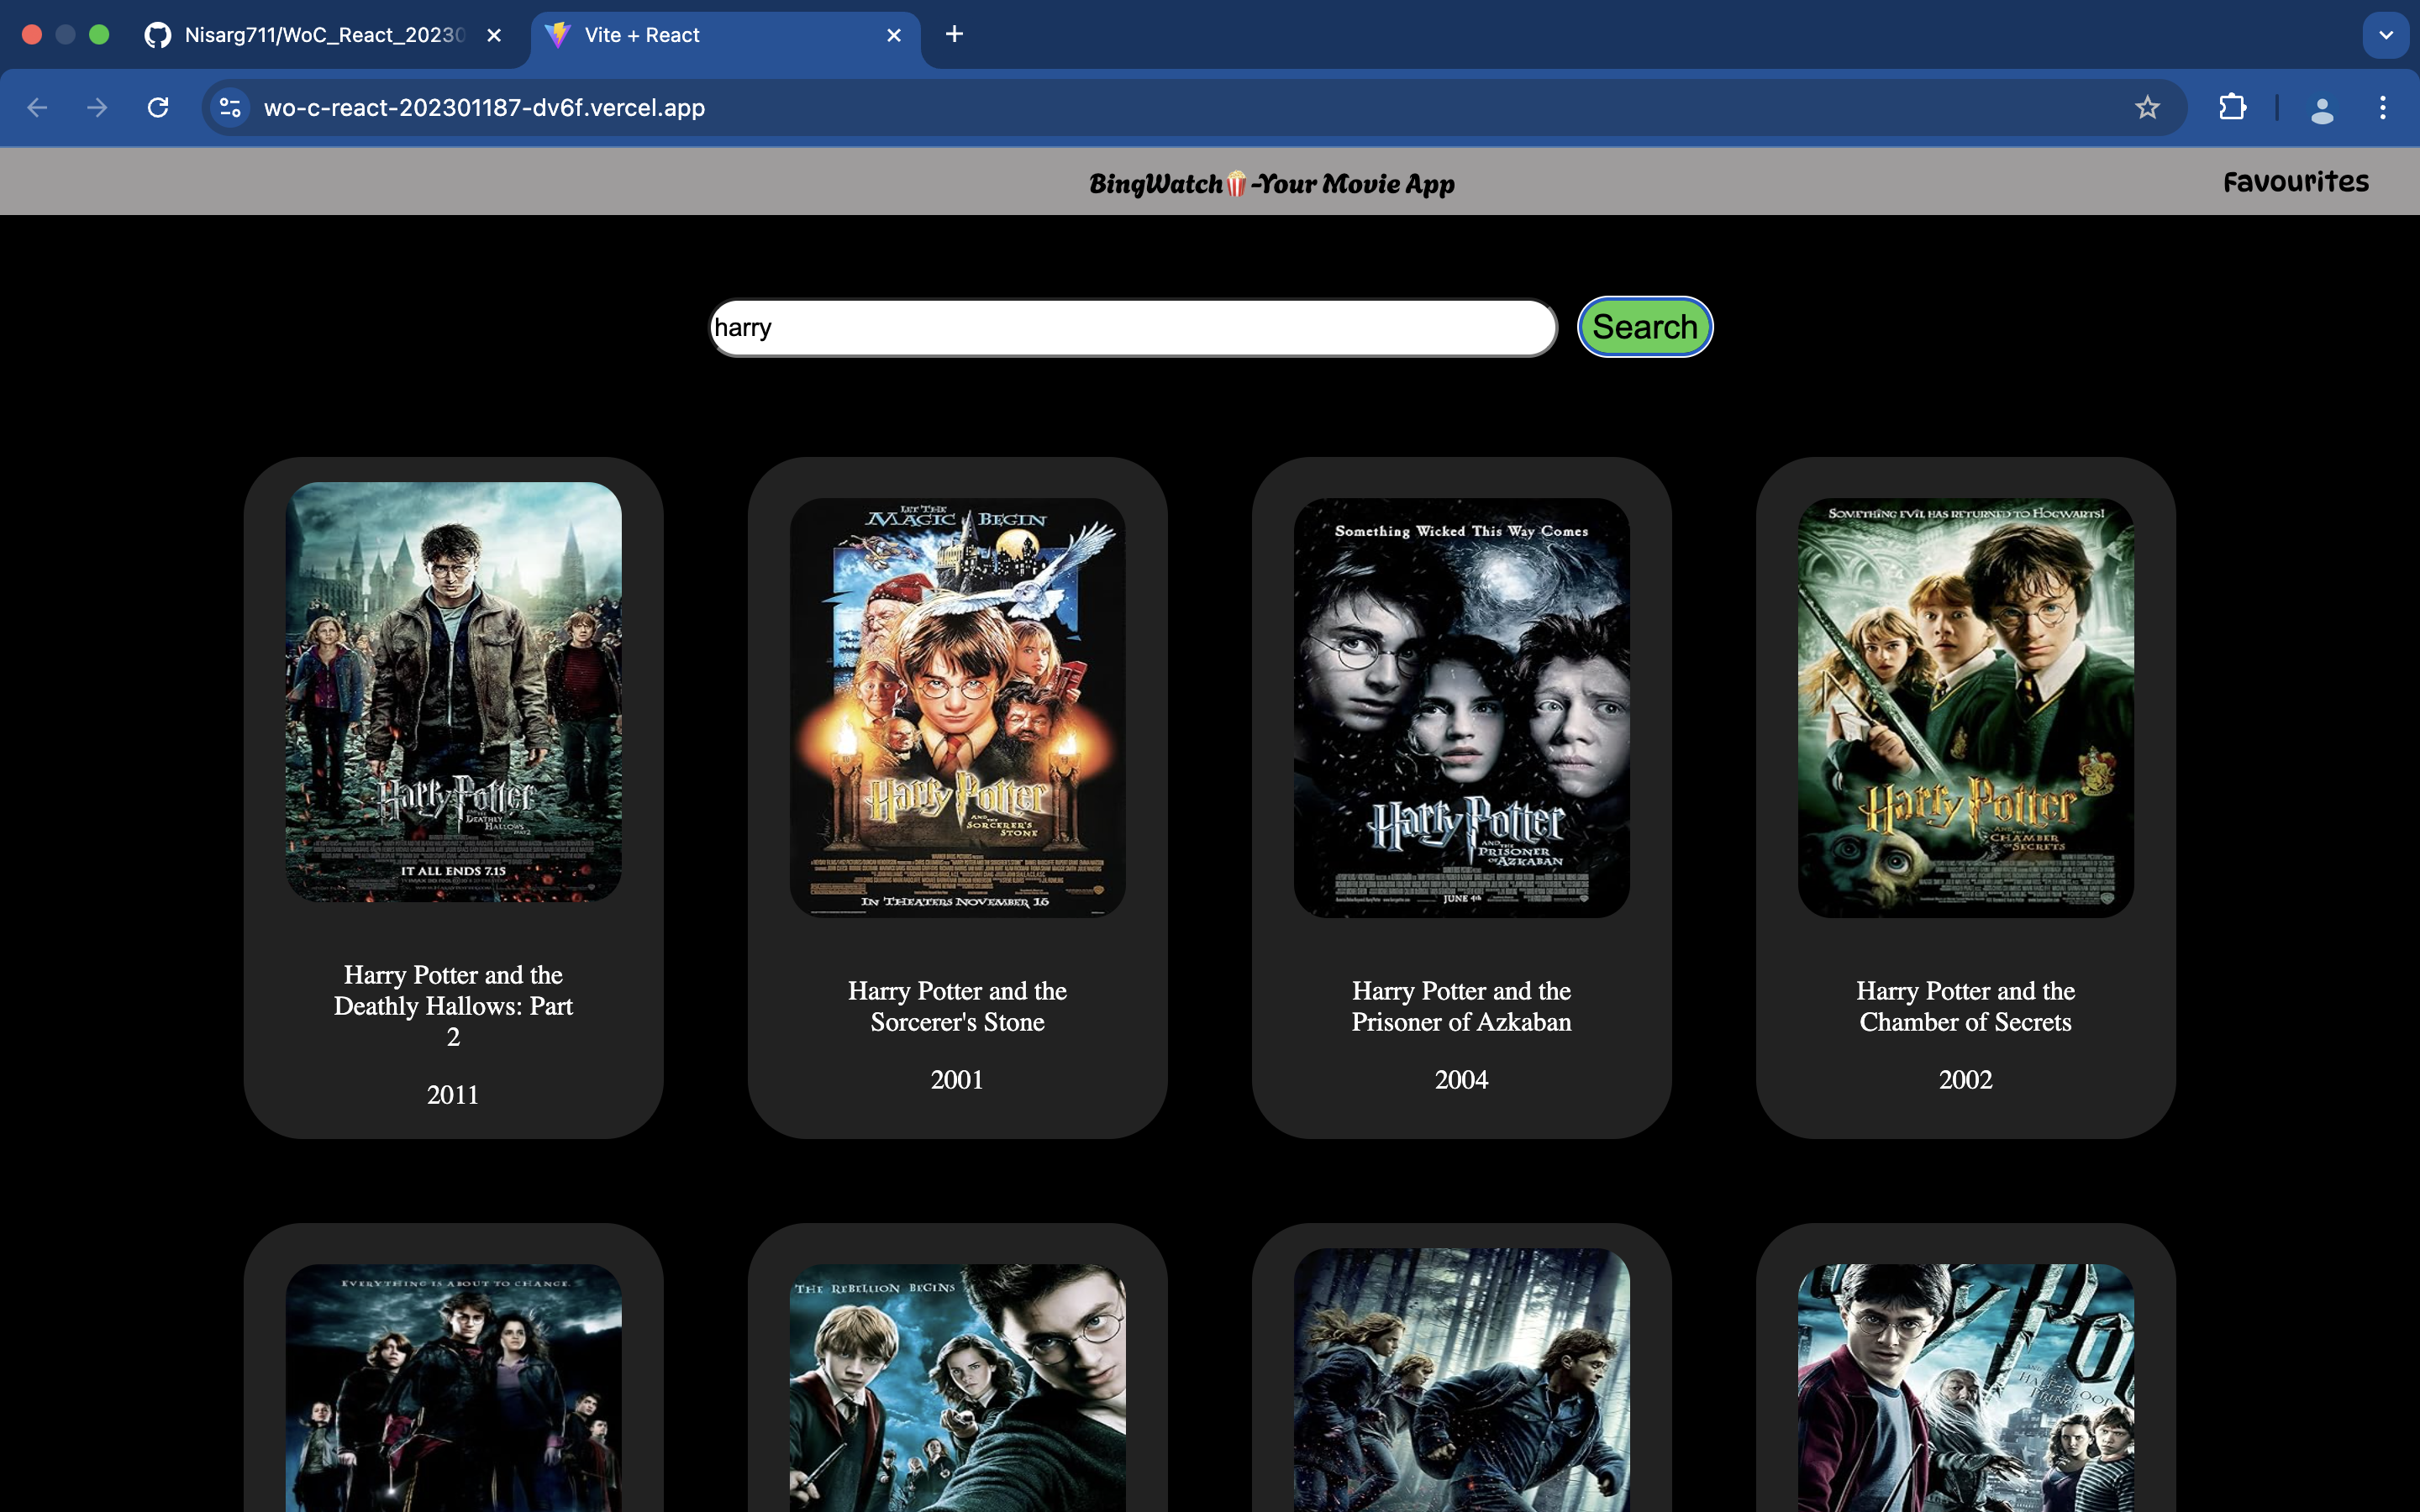 Nisarg711/WoC_React_20230
Vite + React
wo-c-react-202301187-dv6f.vercel.app
BingWatch🍿-Your Movie App
Favourites
harry
Search
Harry Potter
AND THE
DEATHLY
HALLOWS
PART 2
IT ALL ENDS 7.15
LET THE
MAGIC BEGIN
Harry Potter
AND THE
SORCERER'S
STONE
IN THEATERS NOVEMBER 16
Something Wicked This Way Comes
Harry Potter
AND THE
PRISONER
OF AZKABAN
JUNE 4th
SOMETHING EVIL HAS RETURNED TO HOGWARTS!
Harry Potter
AND THE
CHAMBER
OF SECRETS
Harry Potter and the
Deathly Hallows: Part
2
2011
Harry Potter and the
Sorcerer's Stone
2001
Harry Potter and the
Prisoner of Azkaban
2004
Harry Potter and the
Chamber of Secrets
2002
EVERYTHING IS ABOUT TO CHANGE.
THE REBELLION BEGINS
AND THE
HALF-BLOOD
PRINCE